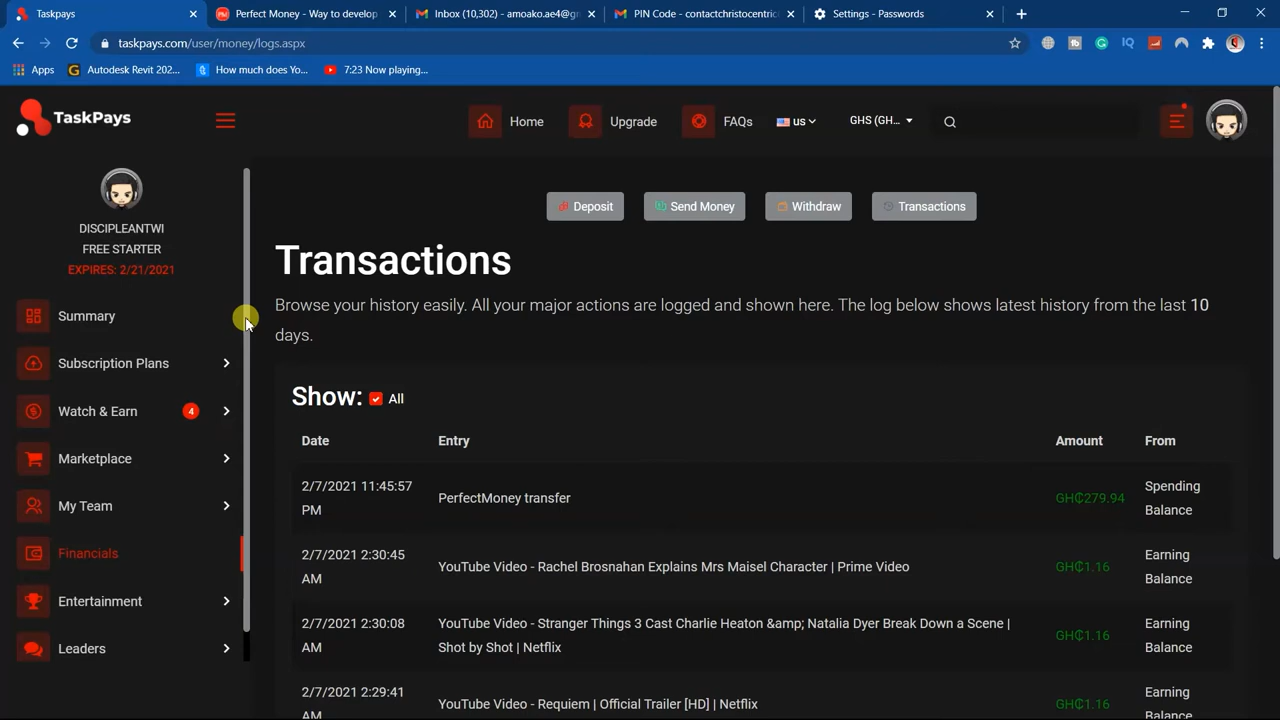 Taskpays
Perfect Money - Way to develop
Inbox (10,302) - amoako.ae4@gm
PIN Code - contactchristocentric
Settings - Passwords
taskpays.com/user/money/logs.aspx
Apps
Autodesk Revit 202...
How much does Yo...
7:23 Now playing...
TaskPays
Home
Upgrade
FAQs
us
GHS (GH...
DISCIPLEANTWI
FREE STARTER
EXPIRES: 2/21/2021
Summary
Subscription Plans
Watch & Earn
4
Marketplace
My Team
Financials
Entertainment
Leaders
Deposit
Send Money
Withdraw
Transactions
Transactions
Browse your history easily. All your major actions are logged and shown here. The log below shows latest history from the last 10
days.
Show: All
Date Entry Amount From
2/7/2021 11:45:57
PM
PerfectMoney transfer
GH₵279.94
Spending
Balance
2/7/2021 2:30:45
AM
YouTube Video - Rachel Brosnahan Explains Mrs Maisel Character | Prime Video
GH₵1.16
Earning
Balance
2/7/2021 2:30:08
AM
YouTube Video - Stranger Things 3 Cast Charlie Heaton &amp; Natalia Dyer Break Down a Scene |
Shot by Shot | Netflix
GH₵1.16
Earning
Balance
2/7/2021 2:29:41
AM
YouTube Video - Requiem | Official Trailer [HD] | Netflix
GH₵1.16
Earning
Balance